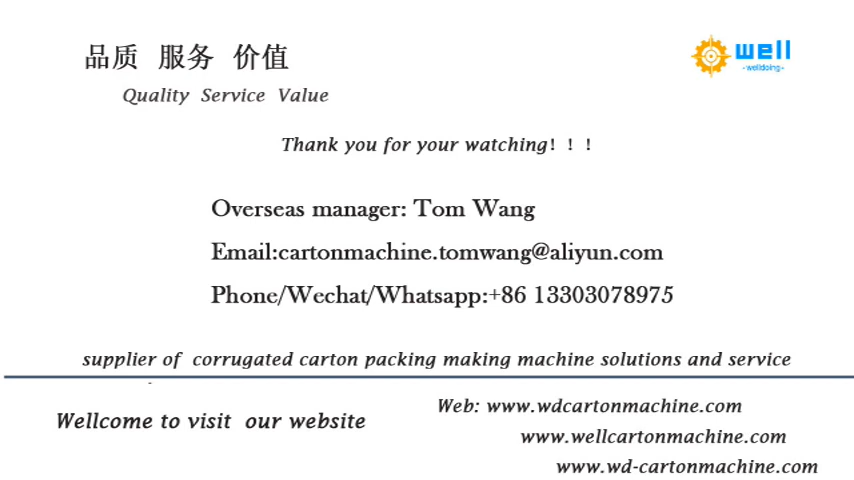 品质 服务 价值
well
-welldoing-
Quality Service Value
Thank you for your watching！！！
Overseas manager: Tom Wang
Email:cartonmachine.tomwang@aliyun.com
Phone/Wechat/Whatsapp:+86 13303078975
supplier of corrugated carton packing making machine solutions and service
Wellcome to visit our website
Web: www.wdcartonmachine.com
www.wellcartonmachine.com
www.wd-cartonmachine.com